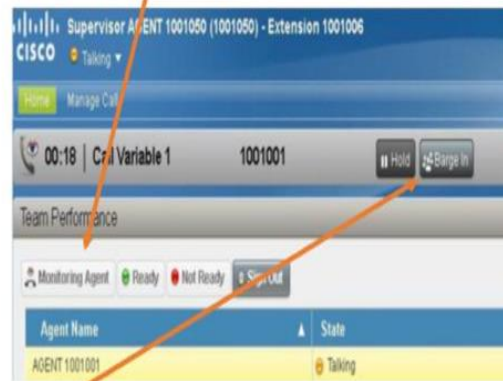 Supervisor AGENT 1001050 (1001050) - Extension 1001006
CISCO Talking
Home Manage Call
00:18 | Call Variable 1 1001001 Hold Barge In
Team Performance
Monitoring Agent Ready Not Ready Sign Out
Agent Name State
AGENT 1001001 Talking